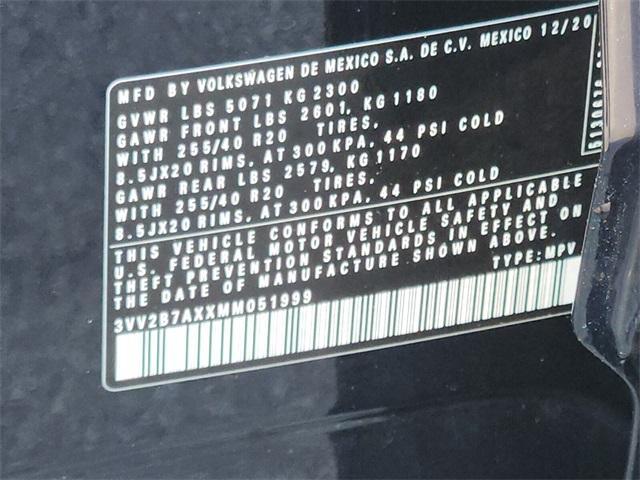 MFD BY VOLKSWAGEN DE MEXICO S.A. DE C.V. MEXICO 12/20
GVWR LBS 5071 KG 2300
GAWR FRONT LBS 2601, KG 1180
WITH 255/40 R20 TIRES,
8.5JX20 RIMS, AT 300 KPA, 44 PSI COLD
GAWR REAR LBS 2579, KG 1170
WITH 255/40 R20 TIRES,
8.5JX20 RIMS, AT 300 KPA, 44 PSI COLD
THIS VEHICLE CONFORMS TO ALL APPLICABLE
U.S. FEDERAL MOTOR VEHICLE SAFETY AND
THEFT PREVENTION STANDARDS IN EFFECT ON
THE DATE OF MANUFACTURE SHOWN ABOVE.
3VV2B7AXXMM051999 TYPE: MPV